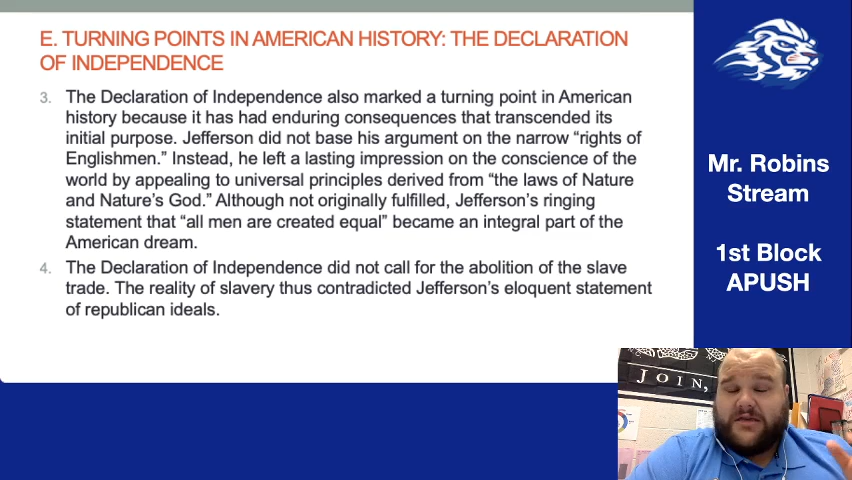 E. TURNING POINTS IN AMERICAN HISTORY: THE DECLARATION
OF INDEPENDENCE
3. The Declaration of Independence also marked a turning point in American
history because it has had enduring consequences that transcended its
initial purpose. Jefferson did not base his argument on the narrow “rights of
Englishmen.” Instead, he left a lasting impression on the conscience of the
world by appealing to universal principles derived from “the laws of Nature
and Nature’s God.” Although not originally fulfilled, Jefferson’s ringing
statement that “all men are created equal” became an integral part of the
American dream.
4. The Declaration of Independence did not call for the abolition of the slave
trade. The reality of slavery thus contradicted Jefferson’s eloquent statement
of republican ideals.
Mr. Robins
Stream
1st Block
APUSH
JOIN,